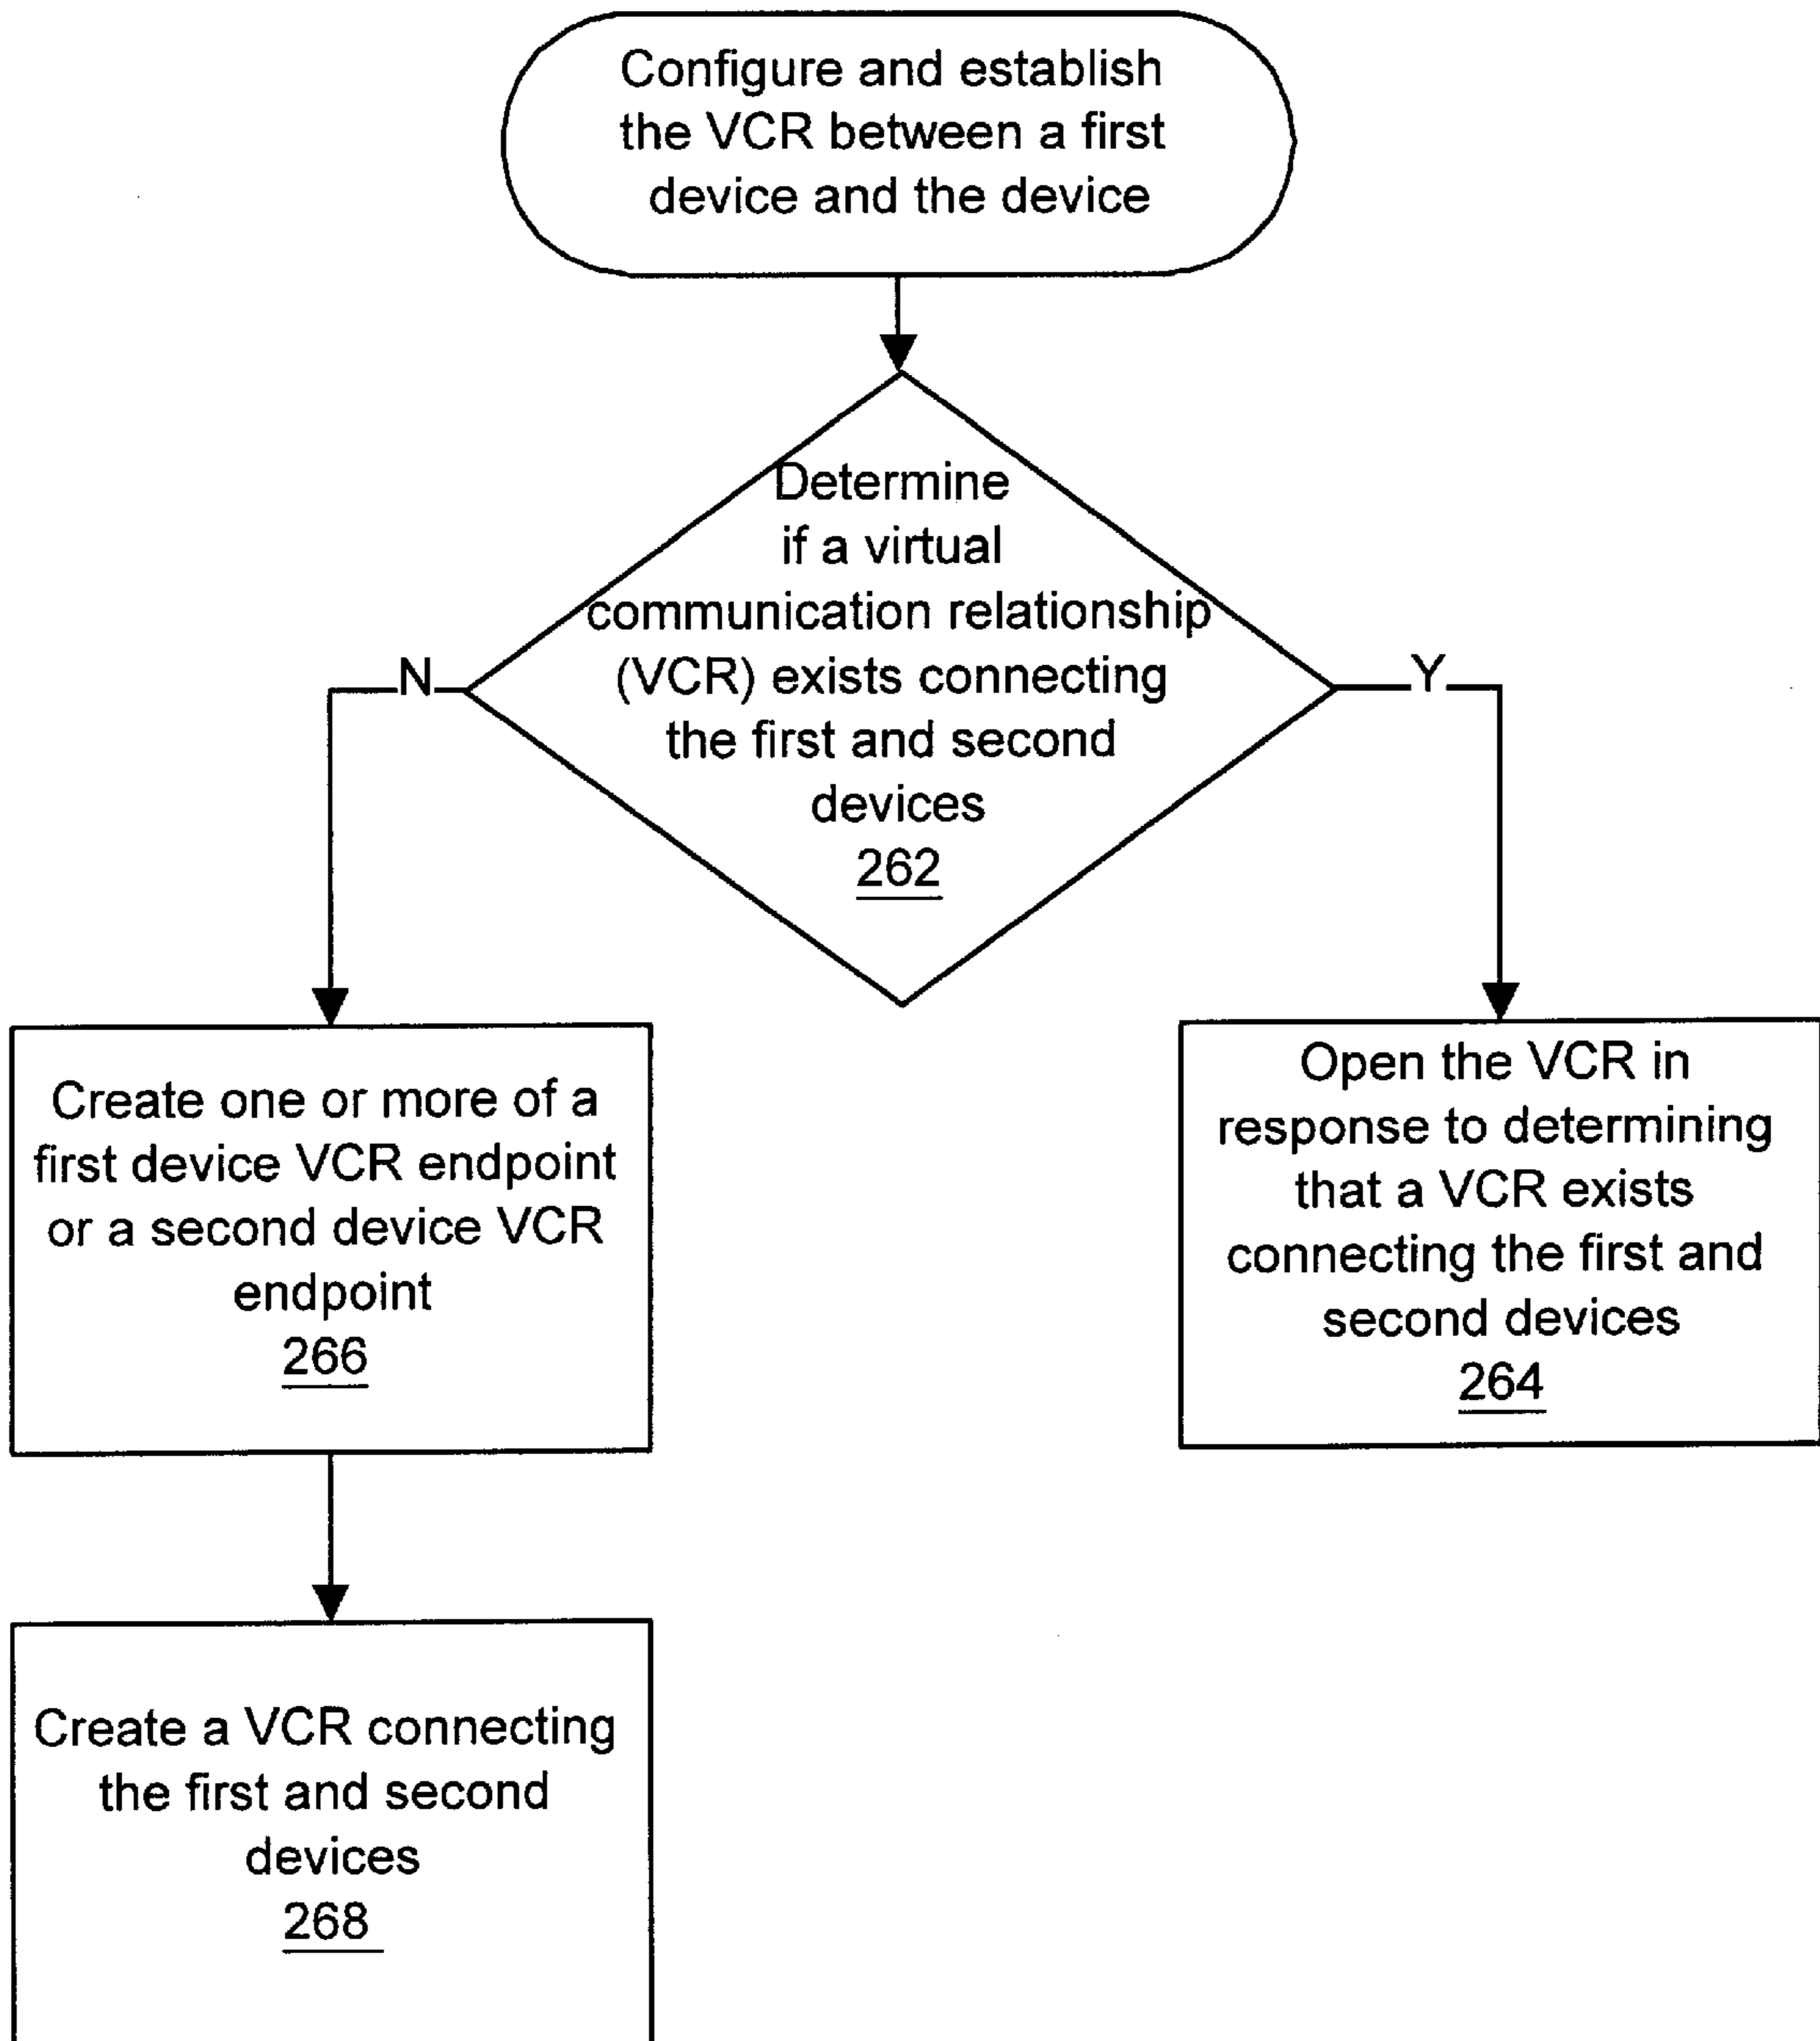 Configure and establish
the VCR between a first
device and the device
Determine
if a virtual
communication relationship
(VCR) exists connecting
the first and second
devices
262
N
Y
Create one or more of a
first device VCR endpoint
or a second device VCR
endpoint
266
Open the VCR in
response to determining
that a VCR exists
connecting the first and
second devices
264
Create a VCR connecting
the first and second
devices
268